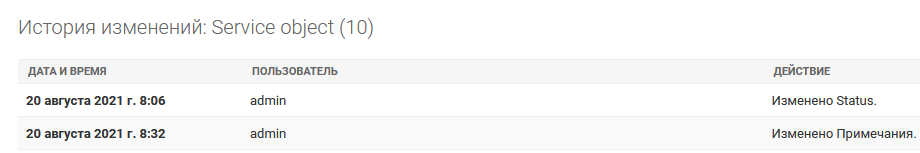 История изменений: Service object (10)
ДАТА И ВРЕМЯ ПОЛЬЗОВАТЕЛЬ ДЕЙСТВИЕ
20 августа 2021 г. 8:06 admin Изменено Status.
20 августа 2021 г. 8:32 admin Изменено Примечания.